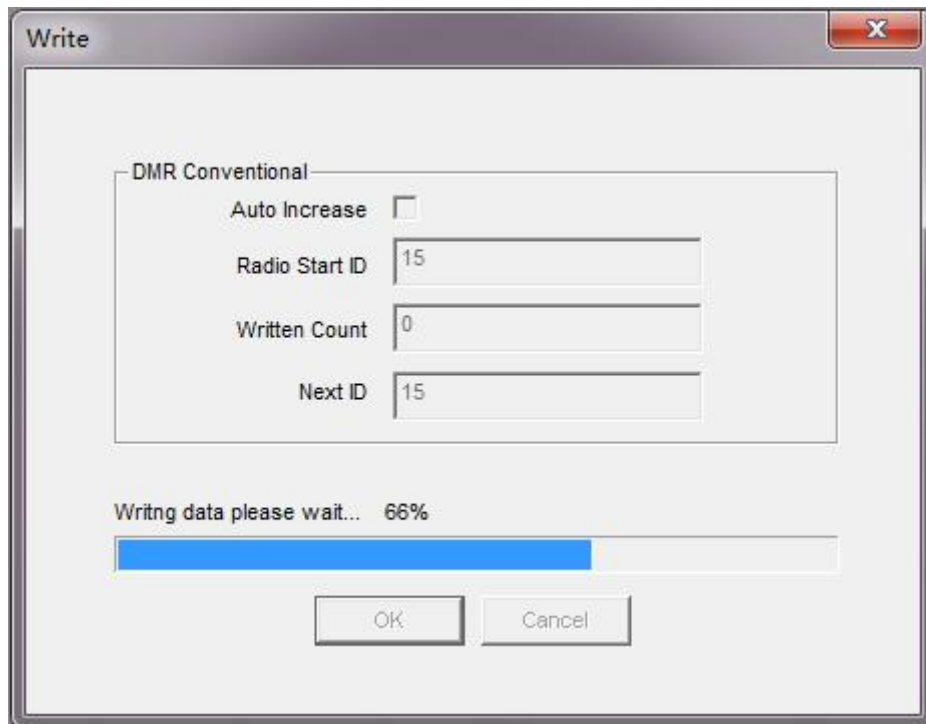 Write
DMR Conventional
Auto Increase
Radio Start ID 15
Written Count 0
Next ID 15
Writng data please wait... 66%
OK Cancel